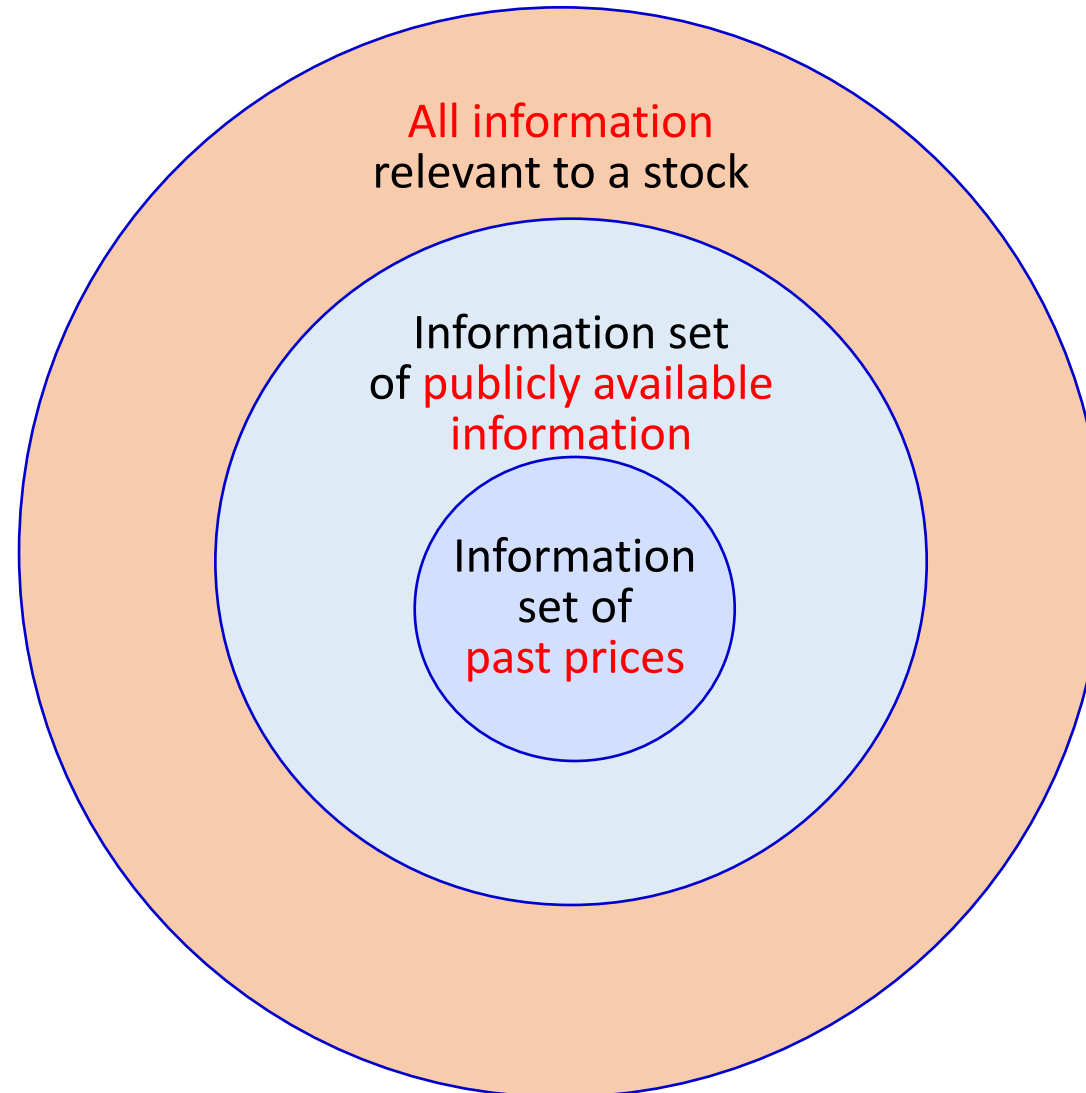 All information
relevant to a stock
Information set
of publicly available
information
Information
set of
past prices